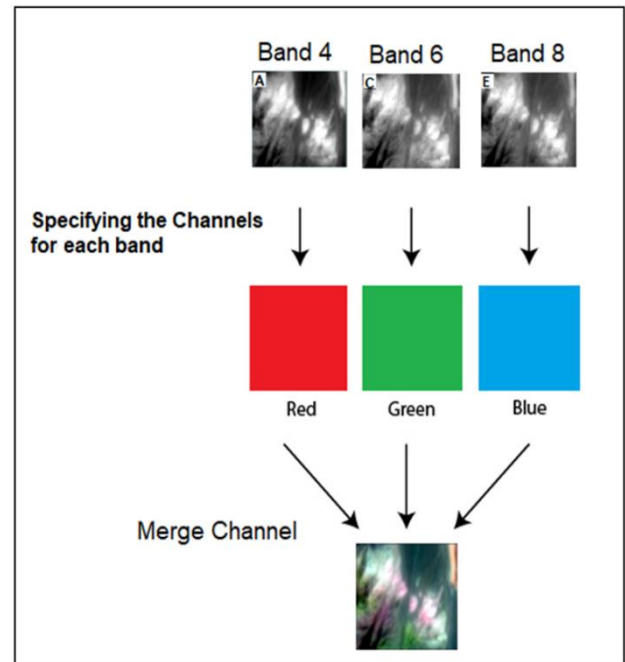 Band 4 Band 6 Band 8
A C E
Specifying the Channels
for each band
Red Green Blue
Merge Channel